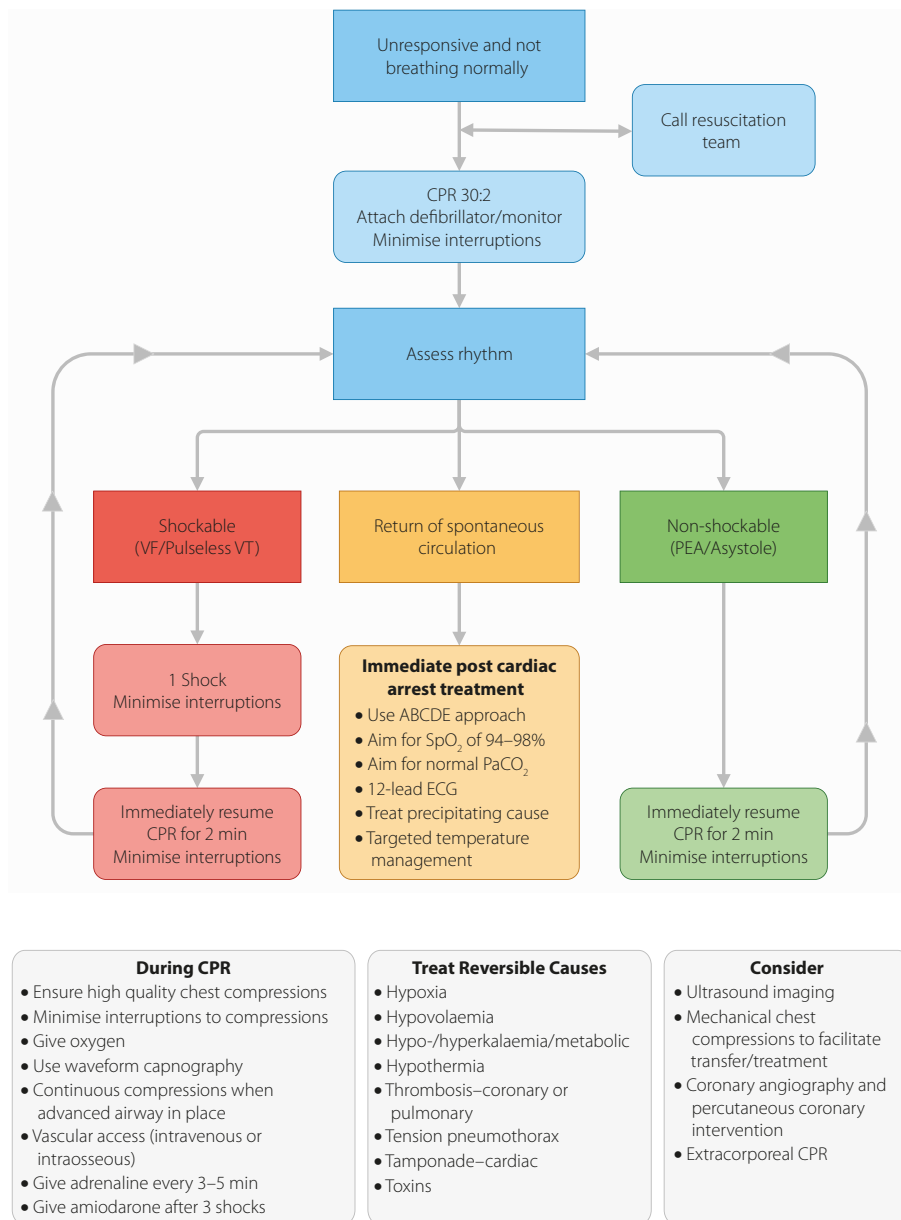 Unresponsive and not
breathing normally
Call resuscitation
team
CPR 30:2
Attach defibrillator/monitor
Minimise interruptions
Assess rhythm
Shockable
(VF/Pulseless VT)
Return of spontaneous
circulation
Non-shockable
(PEA/Asystole)
1 Shock
Minimise interruptions
Immediately resume
CPR for 2 min
Minimise interruptions
Immediate post cardiac
arrest treatment
• Use ABCDE approach
• Aim for SpO₂ of 94–98%
• Aim for normal PaCO₂
• 12-lead ECG
• Treat precipitating cause
• Targeted temperature
management
Immediately resume
CPR for 2 min
Minimise interruptions
During CPR
• Ensure high quality chest compressions
• Minimise interruptions to compressions
• Give oxygen
• Use waveform capnography
• Continuous compressions when
advanced airway in place
• Vascular access (intravenous or
intraosseous)
• Give adrenaline every 3–5 min
• Give amiodarone after 3 shocks
Treat Reversible Causes
• Hypoxia
• Hypovolaemia
• Hypo-/hyperkalaemia/metabolic
• Hypothermia
• Thrombosis–coronary or
pulmonary
• Tension pneumothorax
• Tamponade–cardiac
• Toxins
Consider
• Ultrasound imaging
• Mechanical chest
compressions to facilitate
transfer/treatment
• Coronary angiography and
percutaneous coronary
intervention
• Extracorporeal CPR